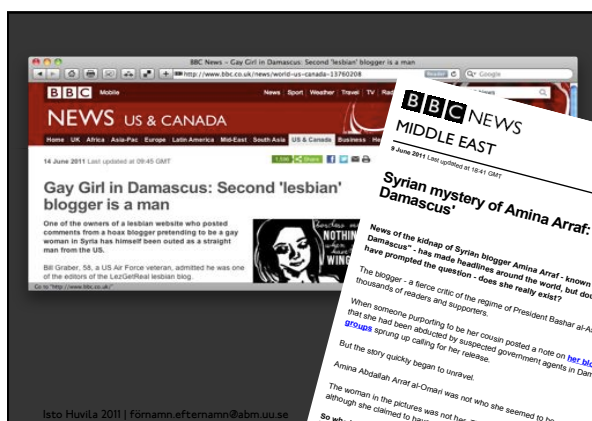 BBC News – Gay Girl in Damascus: Second 'lesbian' blogger is a man
http://www.bbc.co.uk/news/world-us-canada-13760208
Reader
Google
BBC Mobile
News Sport Weather Travel TV
NEWS US & CANADA
Home UK Africa Asia-Pac Europe Latin America Mid-East South Asia US & Canada Business
14 June 2011 Last updated at 09:45 GMT
Share
Gay Girl in Damascus: Second 'lesbian'
blogger is a man
One of the owners of a lesbian website who posted
comments from a hoax blogger pretending to be a gay
woman in Syria has himself been outed as a straight
man from the US.
Bill Graber, 58, a US Air Force veteran, admitted he was one
of the editors of the LezGetReal lesbian blog.
NOTHIN
WING
Go to "http://www.bbc.co.uk/"
BBC NEWS
MIDDLE EAST
9 June 2011 Last updated at 18:41 GMT
Syrian mystery of Amina Arraf:
Damascus'
News of the kidnap of Syrian blogger Amina Arraf - known
Damascus" - has made headlines around the world, but
have prompted the question - does she really exist?
The blogger - a fierce critic of the regime of President Bashar
thousands of readers and supporters.
When someone purporting to be her cousin posted a note on her
that she had been abducted by suspected government agents in
groups sprung up calling for her release.
But the story quickly began to unravel.
Amina Abdallah Arraf al-Omari was not who she seemed to be
The woman in the pictures was not her.
although she claimed to
Isto Huvila 2011 | förnamn.efternamn@abm.uu.se